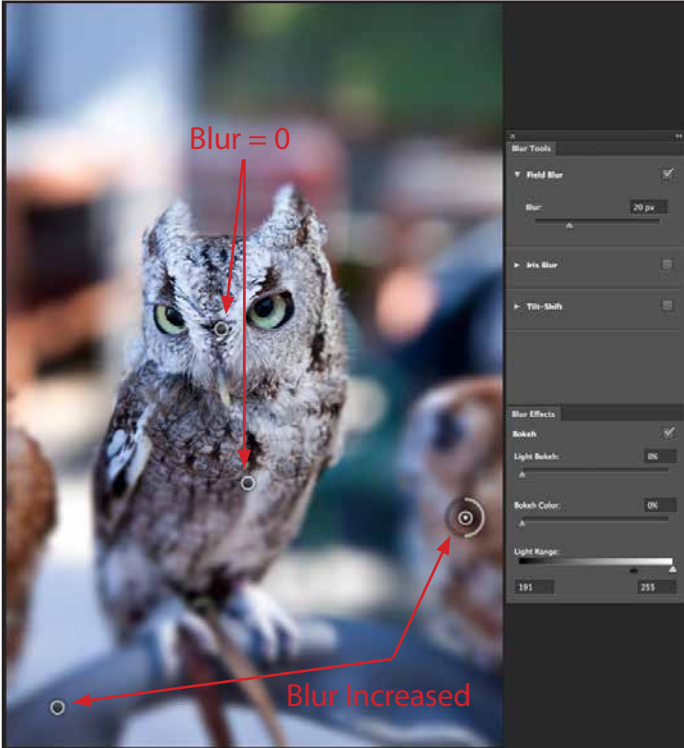 Blur = 0
Blur Increased
Blur Tools
Field Blur
Blur: 20 px
Iris Blur
Tilt-Shift
Blur Effects
Bokeh
Light Bokeh: 0%
Bokeh Color: 0%
Light Range:
191 255